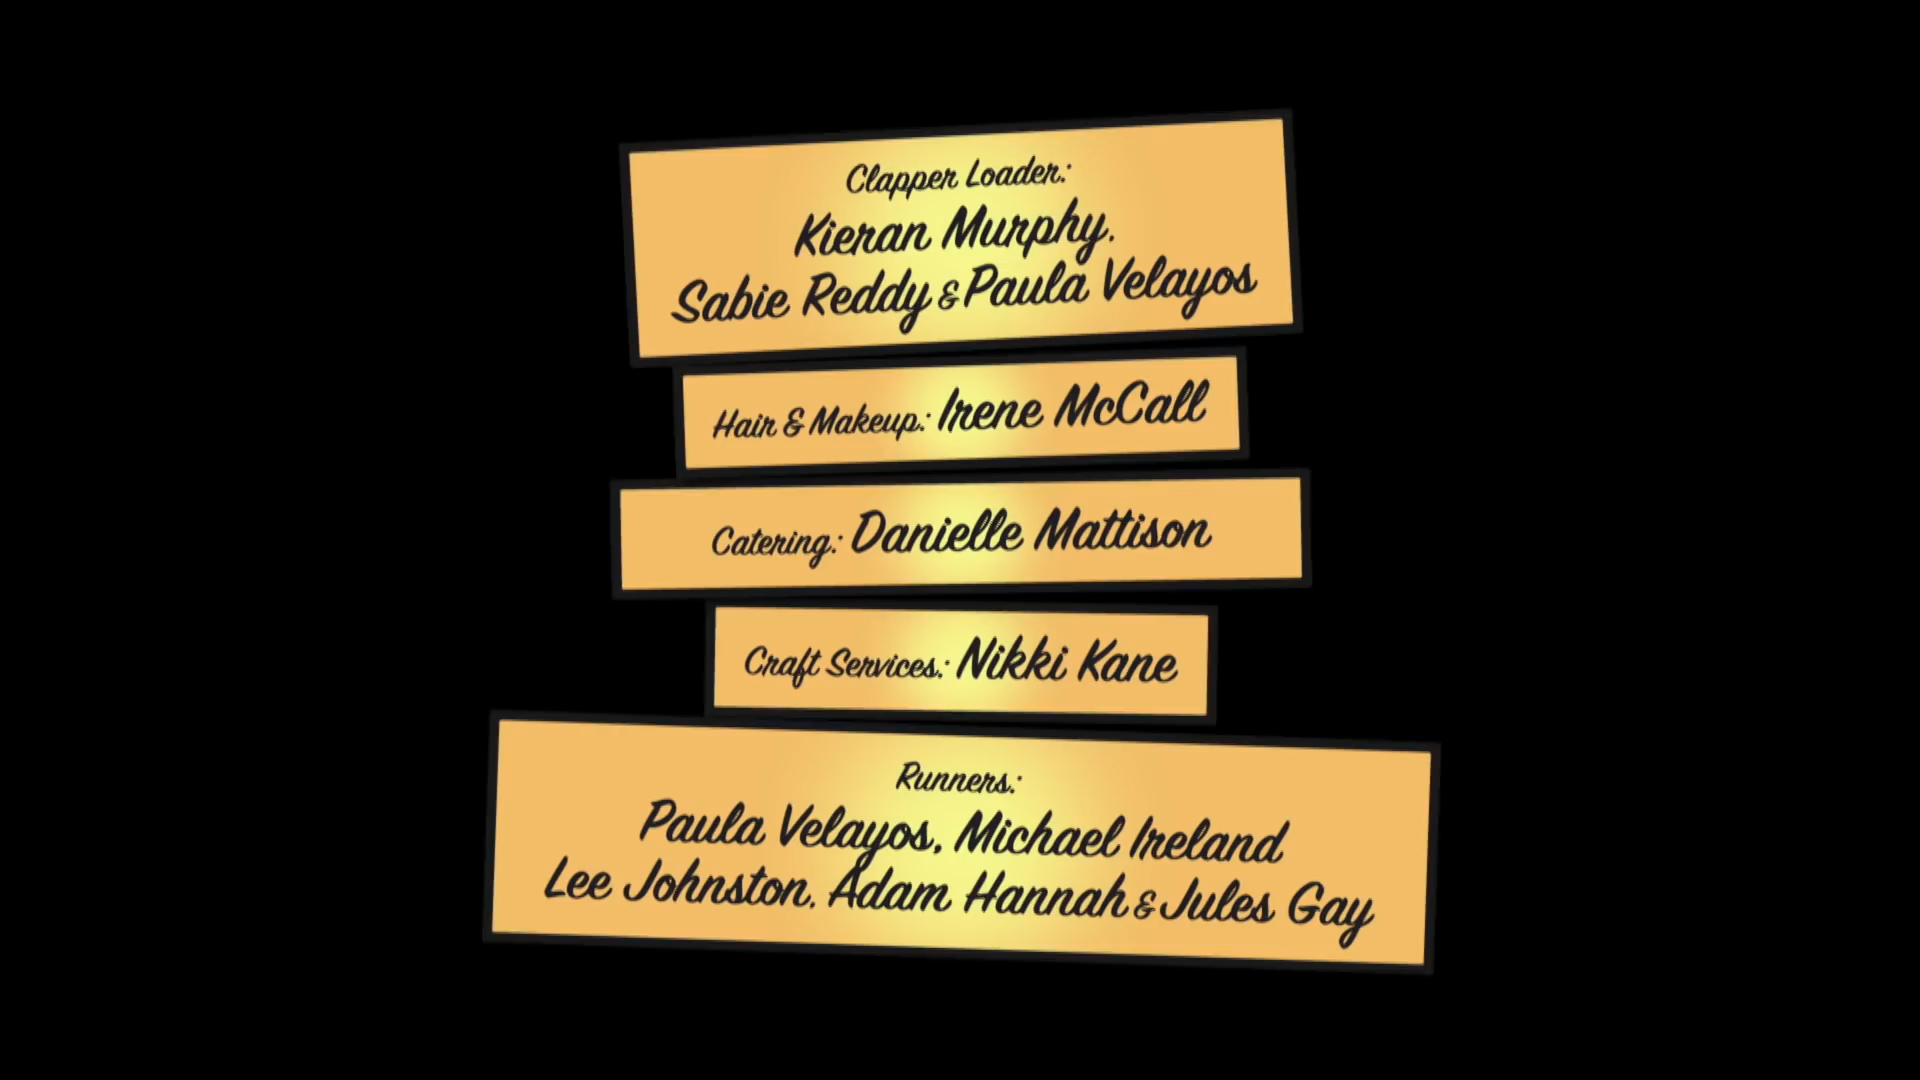 Clapper Loader:
Kieran Murphy,
Sabie Reddy & Paula Velayos
Hair & Makeup: Irene McCall
Catering: Danielle Mattison
Craft Services: Nikki Kane
Runners:
Paula Velayos, Michael Ireland
Lee Johnston, Adam Hannah & Jules Gay